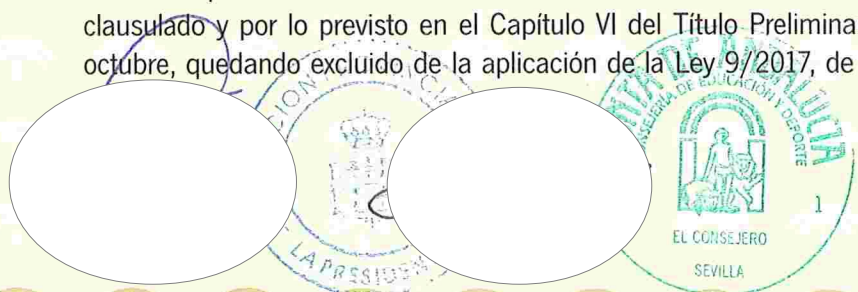 clausulado y por lo previsto en el Capítulo VI del Título Prelimina
octubre, quedando excluido de la aplicación de la Ley 9/2017, de
JUNTA DE ANDALUCIA
CONSEJERÍA DE EDUCACIÓN Y DEPORTE
1
EL CONSEJERO
SEVILLA
LA PRESIDEN